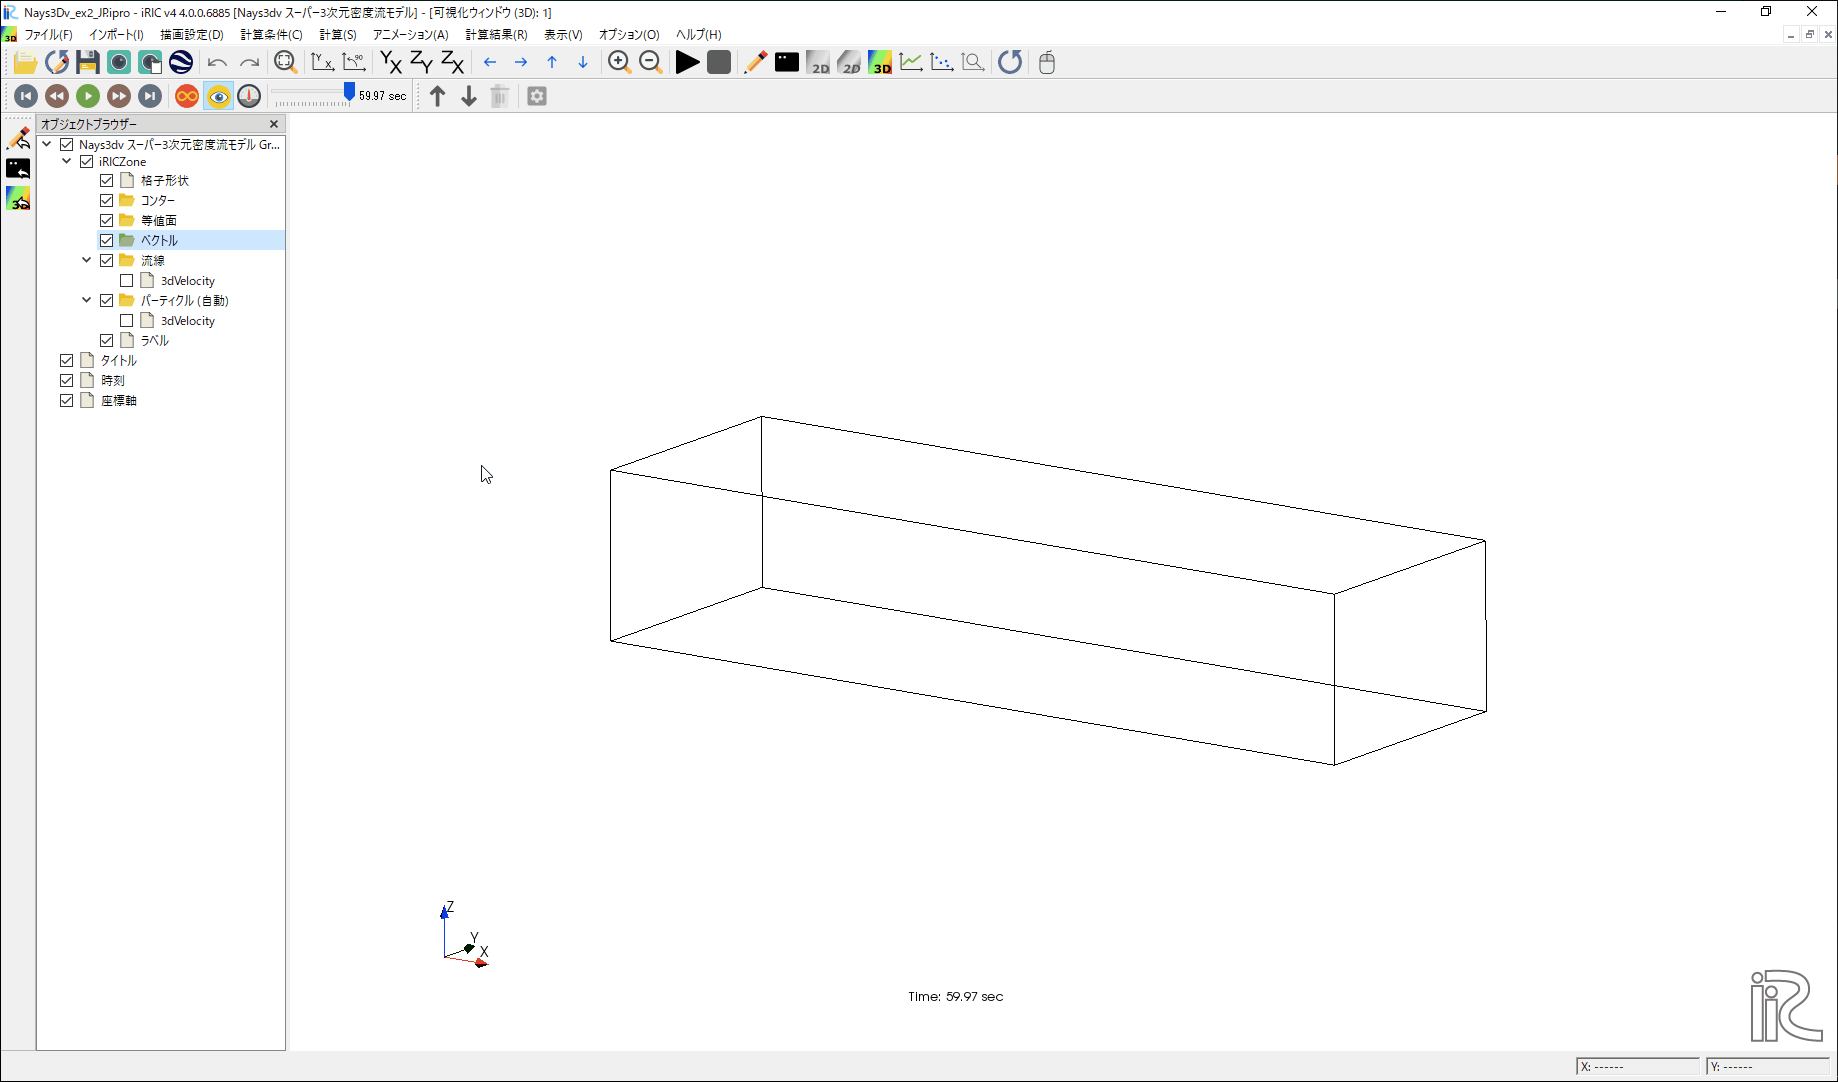 Nays3Dv_ex2_JP.ipro - iRIC v4 4.0.0.6885 [Nays3dv スーパー3次元密度流モデル] - [可視化ウィンドウ (3D): 1]
ファイル(F) インポート(I) 描画設定(D) 計算条件(C) 計算(S) アニメーション(A) 計算結果(R) 表示(V) オプション(O) ヘルプ(H)
59.97 sec
オブジェクトブラウザー
Nays3dv スーパー3次元密度流モデル Gr...
iRICZone
格子形状
コンター
等値面
ベクトル
流線
3dVelocity
パーティクル (自動)
3dVelocity
ラベル
タイトル
時刻
座標軸
Z
Y
X
Time: 59.97 sec
iRIC
X: ------
Y: ------